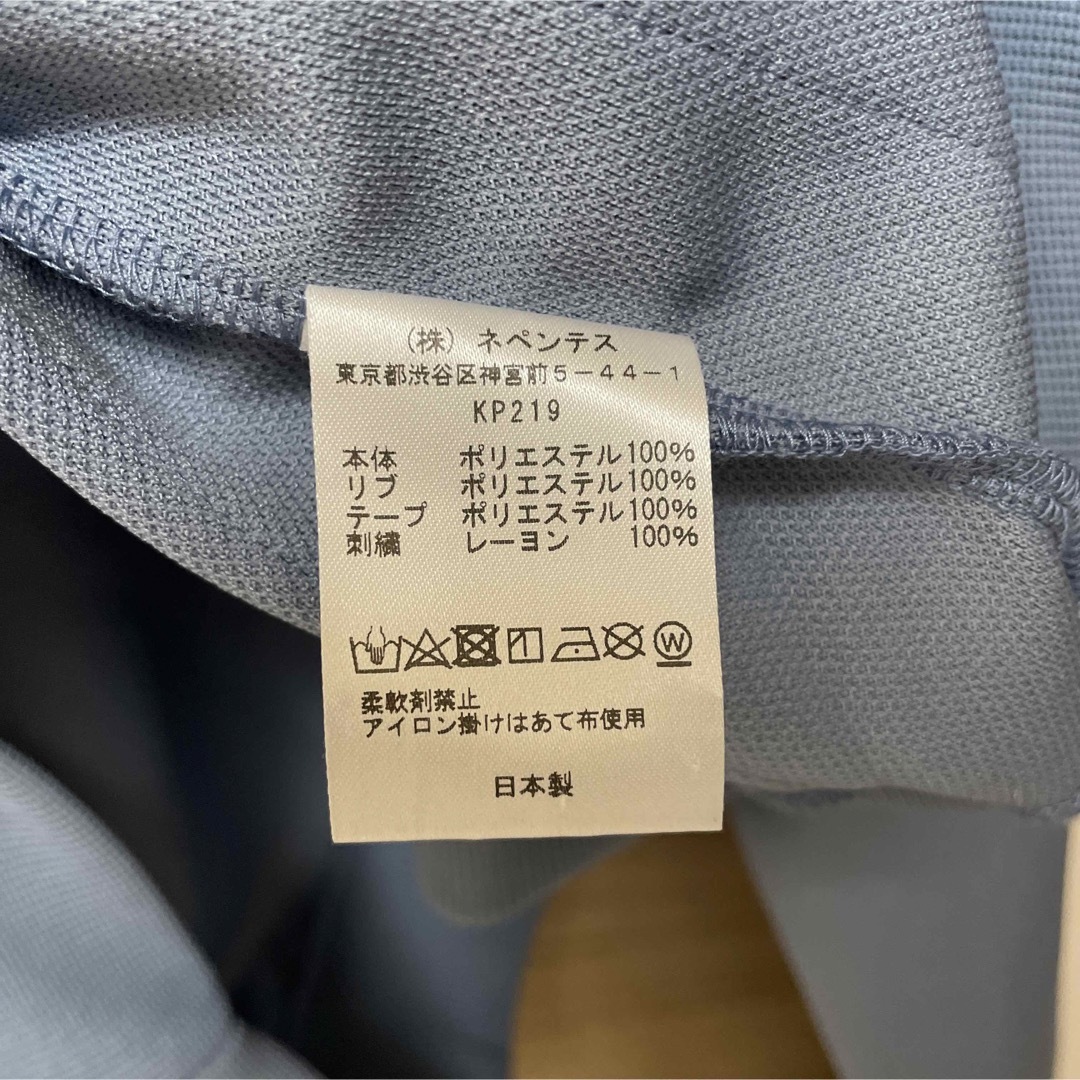 (株) ネペンテス
東京都渋谷区神宮前5-44-1
KP219
本体 ポリエステル100%
リブ ポリエステル100%
テープ ポリエステル100%
刺繍 レーヨン 100%
W
柔軟剤禁止
アイロン掛けはあて布使用
日本製